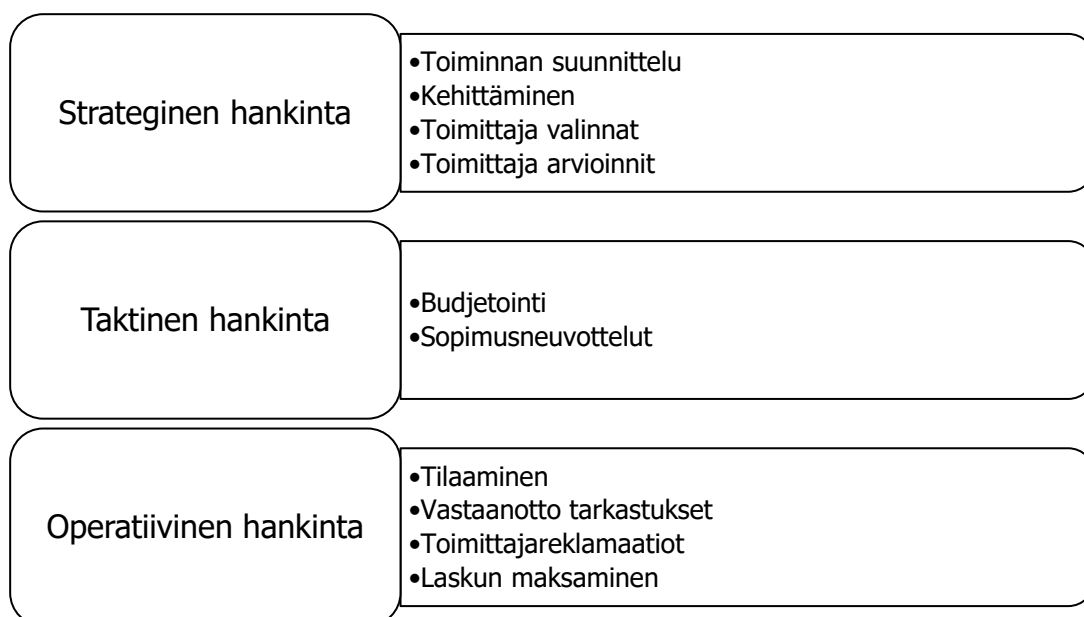 Strateginen hankinta
•Toiminnan suunnittelu
•Kehittäminen
•Toimittaja valinnat
•Toimittaja arvioinnit
Taktinen hankinta
•Budjetointi
•Sopimusneuvottelut
Operatiivinen hankinta
•Tilaaminen
•Vastaanotto tarkastukset
•Toimittajareklamaatiot
•Laskun maksaminen